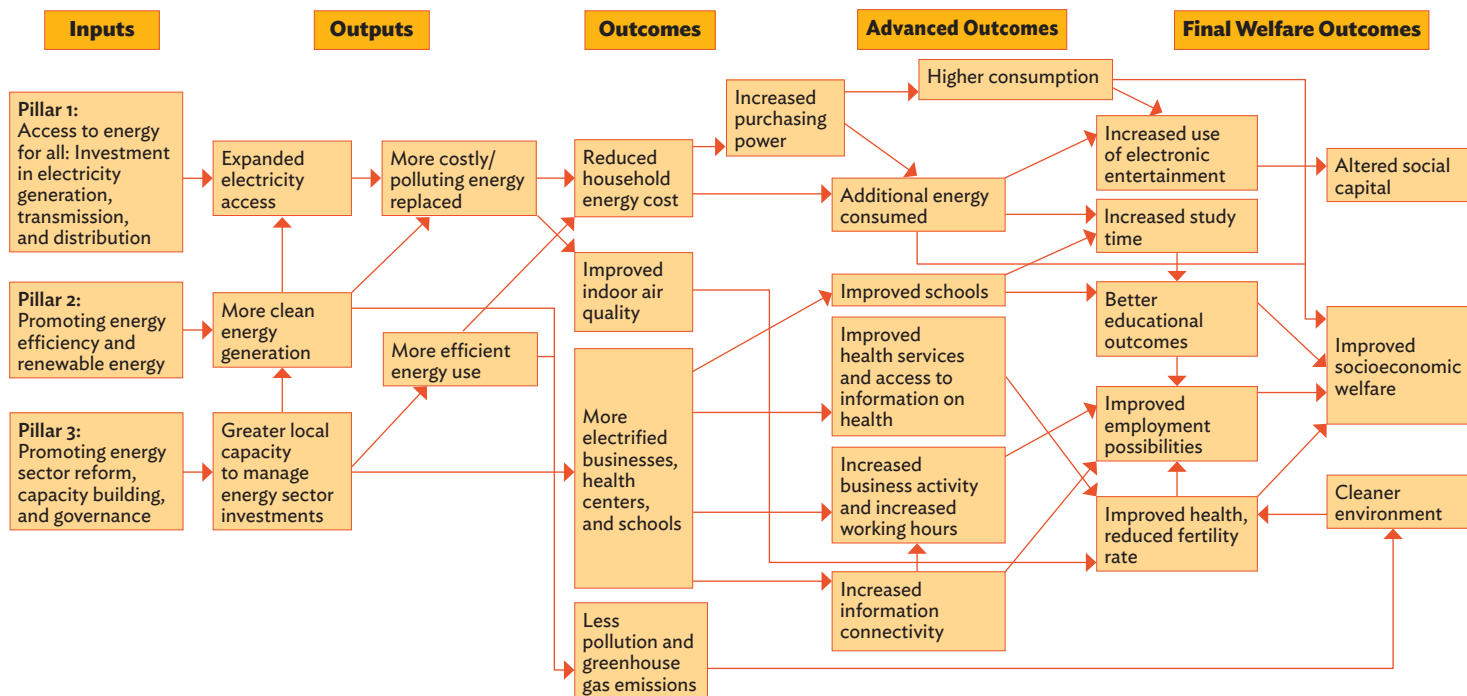 Inputs
Outputs
Outcomes
Advanced Outcomes
Final Welfare Outcomes
Pillar 1:
Access to energy
for all: Investment
in electricity
generation,
transmission,
and distribution
Pillar 2:
Promoting energy
efficiency and
renewable energy
Pillar 3:
Promoting energy
sector reform,
capacity building,
and governance
Expanded
electricity
access
More clean
energy
generation
Greater local
capacity
to manage
energy sector
investments
More costly/
polluting energy
replaced
More efficient
energy use
Reduced
household
energy cost
Improved
indoor air
quality
More
electrified
businesses,
health
centers,
and schools
Less
pollution and
greenhouse
gas emissions
Increased
purchasing
power
Higher consumption
Additional energy
consumed
Improved schools
Improved
health services
and access to
information on
health
Increased
business activity
and increased
working hours
Increased
information
connectivity
Increased use
of electronic
entertainment
Increased study
time
Better
educational
outcomes
Improved
employment
possibilities
Improved health,
reduced fertility
rate
Altered social
capital
Improved
socioeconomic
welfare
Cleaner
environment